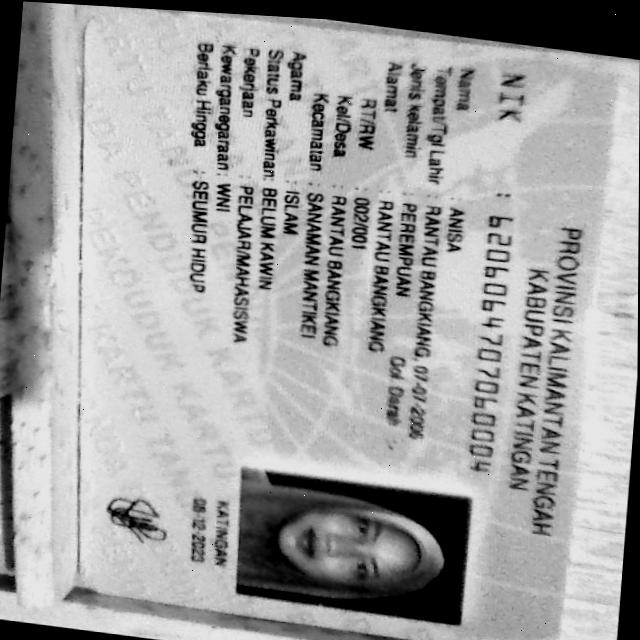 PROVINSI KALIMANTAN TENGAH
KABUPATEN KATINGAN
NIK : 6206064707060004
Nama : ANISA
Tempat/Tgl Lahir : RANTAU BANGKIANG, 07-07-2006
Jenis kelamin : PEREMPUAN Gol. Darah : -
Alamat : RANTAU BANGKIANG
RT/RW : 002/001
Kel/Desa : RANTAU BANGKIANG
Kecamatan : SANAMAN MANTIKEI
Agama : ISLAM
Status Perkawinan: BELUM KAWIN
Pekerjaan : PELAJAR/MAHASISWA
Kewarganegaraan: WNI
Berlaku Hingga : SEUMUR HIDUP
KATINGAN
08-12-2023